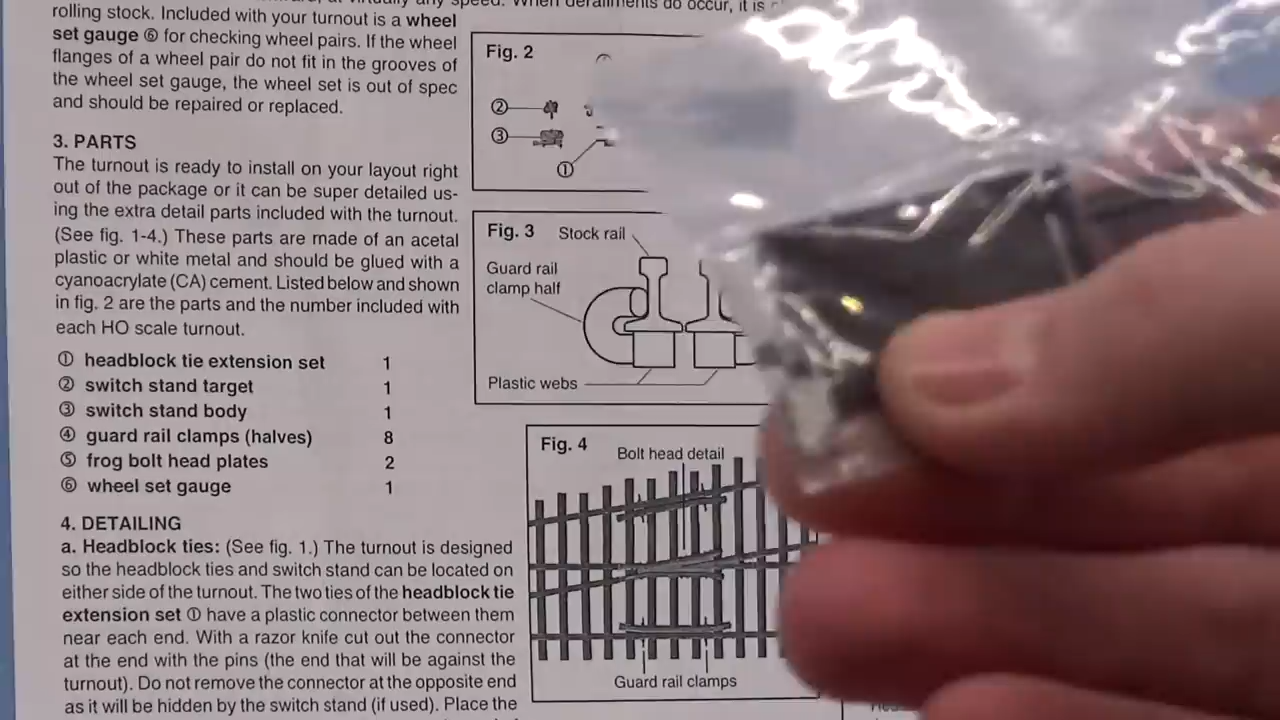 at virtually any speed. When derailments do occur, it is
rolling stock. Included with your turnout is a wheel
set gauge ⑥ for checking wheel pairs. If the wheel
flanges of a wheel pair do not fit in the grooves of
the wheel set gauge, the wheel set is out of spec
and should be repaired or replaced.
3. PARTS
The turnout is ready to install on your layout right
out of the package or it can be super detailed us-
ing the extra detail parts included with the turnout.
(See fig. 1-4.) These parts are made of an acetal
plastic or white metal and should be glued with a
cyanoacrylate (CA) cement. Listed below and shown
in fig. 2 are the parts and the number included with
each HO scale turnout.
① headblock tie extension set 1
② switch stand target 1
③ switch stand body 1
④ guard rail clamps (halves) 8
⑤ frog bolt head plates 2
⑥ wheel set gauge 1
4. DETAILING
a. Headblock ties: (See fig. 1.) The turnout is designed
so the headblock ties and switch stand can be located on
either side of the turnout. The two ties of the headblock tie
extension set ① have a plastic connector between them
near each end. With a razor knife cut out the connector
at the end with the pins (the end that will be against the
turnout). Do not remove the connector at the opposite end
as it will be hidden by the switch stand (if used). Place the
Fig. 2
②
③
①
Fig. 3 Stock rail
Guard rail
clamp half
Plastic webs
Fig. 4
Bolt head detail
Guard rail clamps